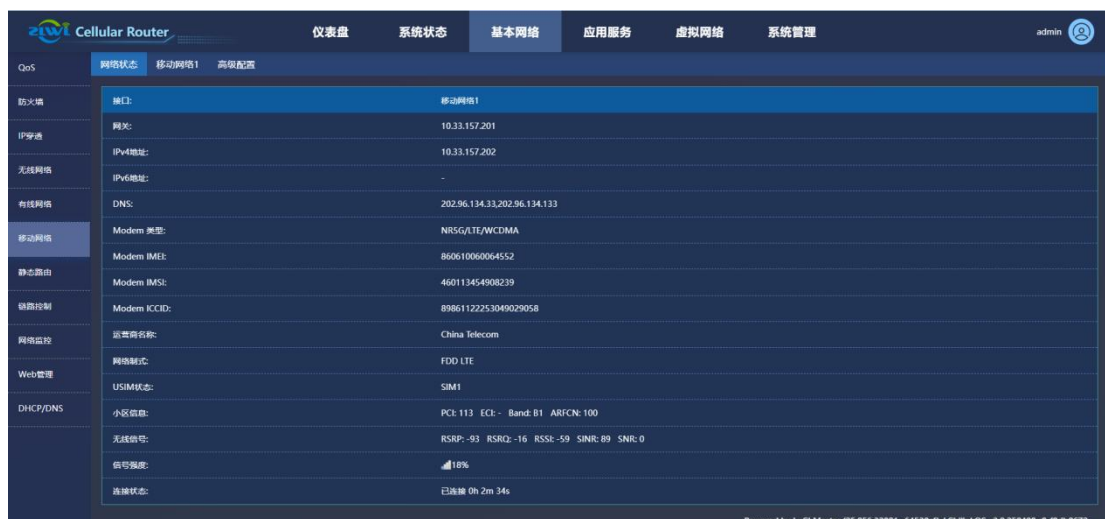 ZLWL Cellular Router 仪表盘 系统状态 基本网络 应用服务 虚拟网络 系统管理 admin
QoS
防火墙
IP穿透
无线网络
有线网络
移动网络
静态路由
链路控制
网络监控
Web管理
DHCP/DNS
网络状态 移动网络1 高级配置
接口: 移动网络1
网关: 10.33.157.201
IPv4地址: 10.33.157.202
IPv6地址: -
DNS: 202.96.134.33,202.96.134.133
Modem 类型: NR5G/LTE/WCDMA
Modem IMEI: 860610060064552
Modem IMSI: 460113454908239
Modem ICCID: 89861122253049029058
运营商名称: China Telecom
网络制式: FDD LTE
USIM状态: SIM1
小区信息: PCI: 113 ECI: - Band: B1 ARFCN: 100
无线信号: RSRP: -93 RSRQ: -16 RSSI: -59 SINR: 89 SNR: 0
信号强度: 18%
连接状态: 已连接 0h 2m 34s